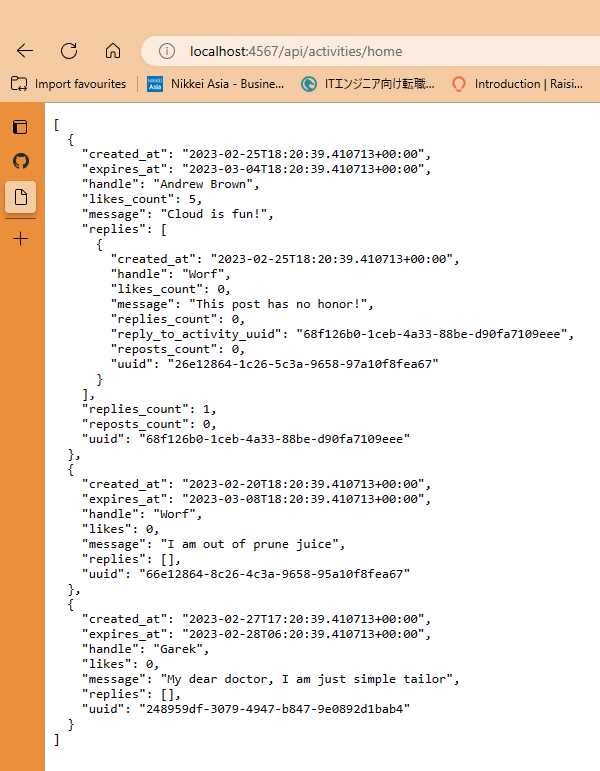 localhost:4567/api/activities/home
Import favourites
Nikkei Asia
Nikkei Asia - Busine...
ITエンジニア向け転職...
Introduction | Raisi...
[
  {
    "created_at": "2023-02-25T18:20:39.410713+00:00",
    "expires_at": "2023-03-04T18:20:39.410713+00:00",
    "handle": "Andrew Brown",
    "likes_count": 5,
    "message": "Cloud is fun!",
    "replies": [
      {
        "created_at": "2023-02-25T18:20:39.410713+00:00",
        "handle": "Worf",
        "likes_count": 0,
        "message": "This post has no honor!",
        "replies_count": 0,
        "reply_to_activity_uuid": "68f126b0-1ceb-4a33-88be-d90fa7109eee",
        "reposts_count": 0,
        "uuid": "26e12864-1c26-5c3a-9658-97a10f8fea67"
      }
    ],
    "replies_count": 1,
    "reposts_count": 0,
    "uuid": "68f126b0-1ceb-4a33-88be-d90fa7109eee"
  },
  {
    "created_at": "2023-02-20T18:20:39.410713+00:00",
    "expires_at": "2023-03-08T18:20:39.410713+00:00",
    "handle": "Worf",
    "likes": 0,
    "message": "I am out of prune juice",
    "replies": [],
    "uuid": "66e12864-8c26-4c3a-9658-95a10f8fea67"
  },
  {
    "created_at": "2023-02-27T17:20:39.410713+00:00",
    "expires_at": "2023-02-28T06:20:39.410713+00:00",
    "handle": "Garek",
    "likes": 0,
    "message": "My dear doctor, I am just simple tailor",
    "replies": [],
    "uuid": "248959df-3079-4947-b847-9e0892d1bab4"
  }
]